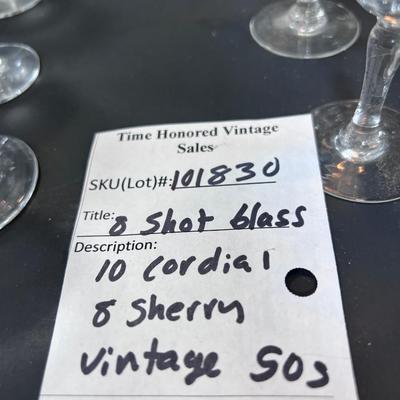 Time Honored Vintage
Sales
SKU(Lot)#:101830
Title: 8 Shot Glass
Description:
10 Cordial
8 Sherry
Vintage 50s